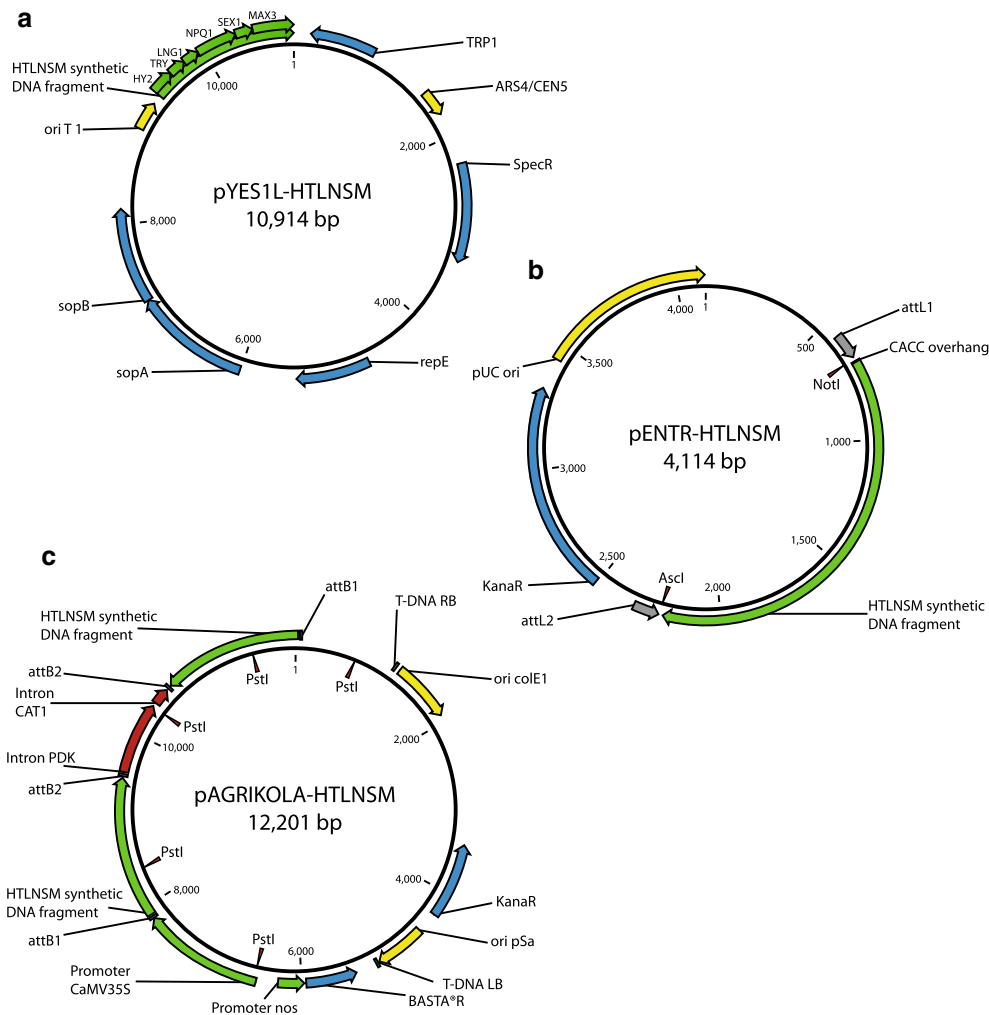 a
MAX3
SEX1
NPQ1
LNG1
TRY
HY2
HTLNSM synthetic
DNA fragment
ori T 1
TRP1
ARS4/CEN5
SpecR
repE
sopA
sopB
1
2,000
4,000
6,000
8,000
10,000
pYES1L-HTLNSM
10,914 bp
b
attL1
CACC overhang
NotI
pUC ori
KanaR
attL2
AscI
HTLNSM synthetic
DNA fragment
1
500
1,000
1,500
2,000
2,500
3,000
3,500
4,000
pENTR-HTLNSM
4,114 bp
c
attB1
T-DNA RB
HTLNSM synthetic
DNA fragment
attB2
Intron
CAT1
Intron PDK
attB2
HTLNSM synthetic
DNA fragment
attB1
Promoter
CaMV35S
Promoter nos
BASTA®R
T-DNA LB
ori pSa
KanaR
ori colE1
PstI
PstI
PstI
PstI
PstI
1
2,000
4,000
6,000
8,000
10,000
pAGRIKOLA-HTLNSM
12,201 bp